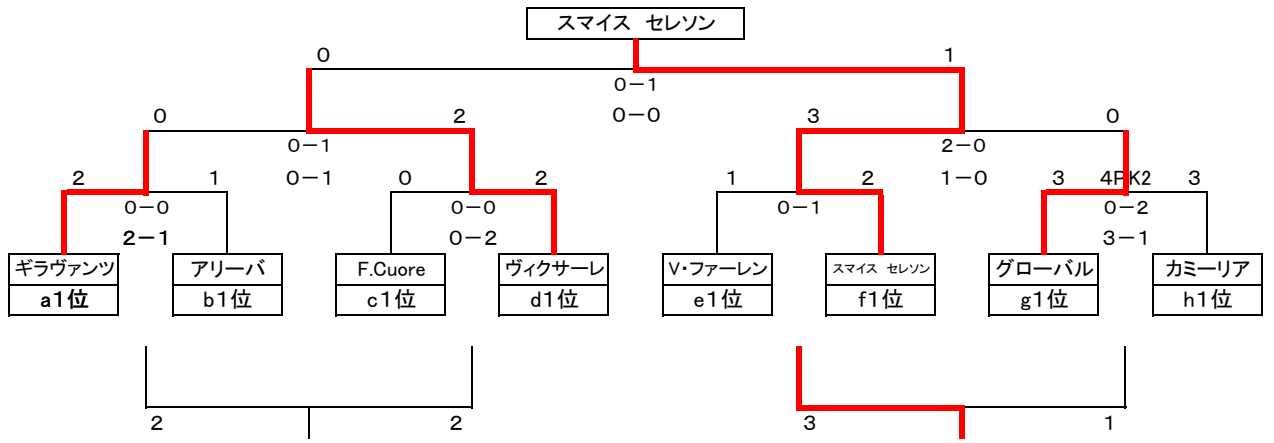 スマイス セレソン
0 1
0-1
0-0
0 2 3 0
0-1 2-0
2 1 0-1 0 2 1 2 1-0 3 4PK2 3
0-0 0-0 0-1 0-2
2-1 0-2 3-1
ギラヴァンツ アリーバ F.Cuore ヴィクサーレ V・ファーレン スマイス セレソン グローバル カミーリア
a1位 b1位 c1位 d1位 e1位 f1位 g1位 h1位
2 2 3 1